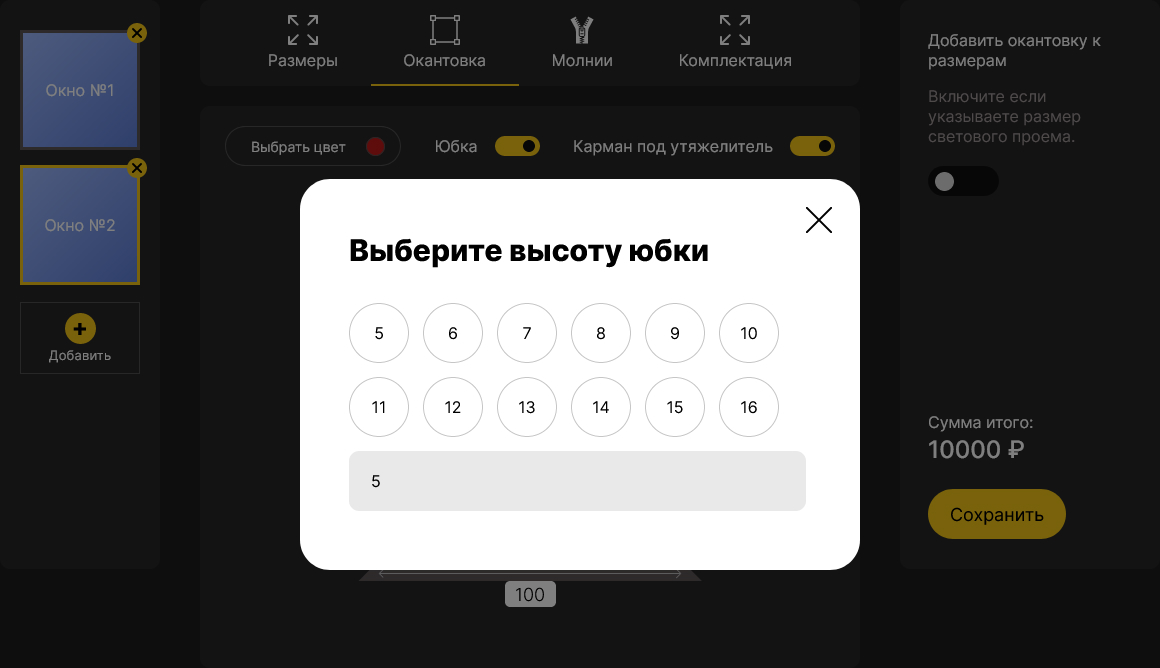 Окно №1
Окно №2
Добавить
Размеры
Окантовка
Молнии
Комплектация
Выбрать цвет
Юбка
Карман под утяжелитель
Выберите высоту юбки
5 6 7 8 9 10
11 12 13 14 15 16
5
100
Добавить окантовку к
размерам
Включите если
указываете размер
светового проема.
Сумма итого:
10000 ₽
Сохранить